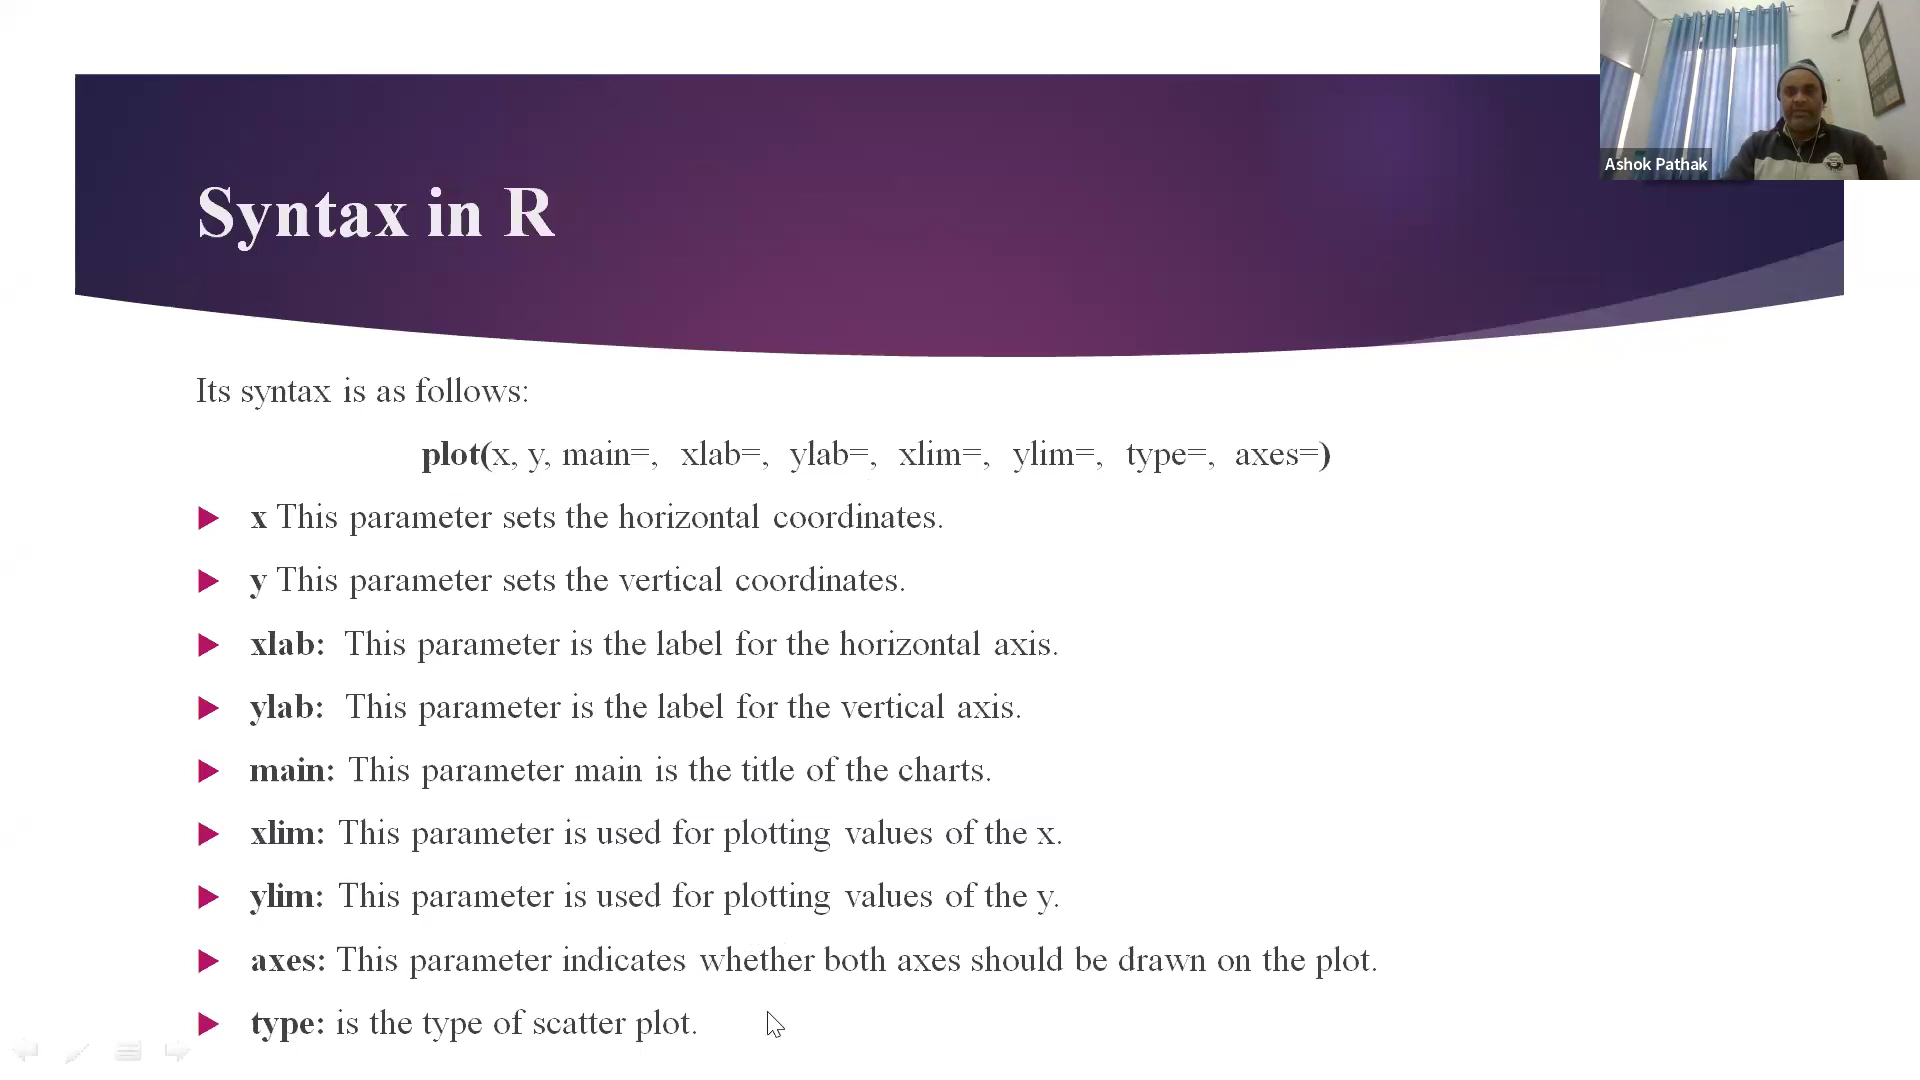 Ashok Pathak
Syntax in R
Its syntax is as follows:
plot(x, y, main=, xlab=, ylab=, xlim=, ylim=, type=, axes=)
x This parameter sets the horizontal coordinates.
y This parameter sets the vertical coordinates.
xlab: This parameter is the label for the horizontal axis.
ylab: This parameter is the label for the vertical axis.
main: This parameter main is the title of the charts.
xlim: This parameter is used for plotting values of the x.
ylim: This parameter is used for plotting values of the y.
axes: This parameter indicates whether both axes should be drawn on the plot.
type: is the type of scatter plot.